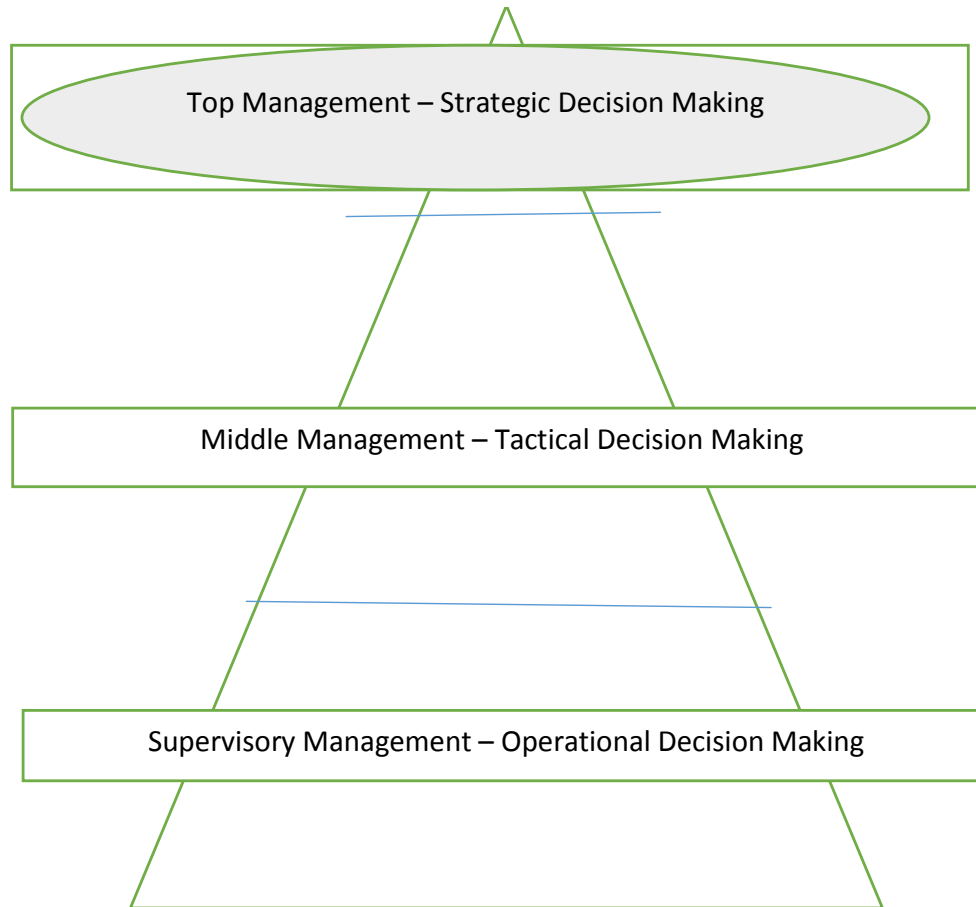 Top Management – Strategic Decision Making
Middle Management – Tactical Decision Making
Supervisory Management – Operational Decision Making